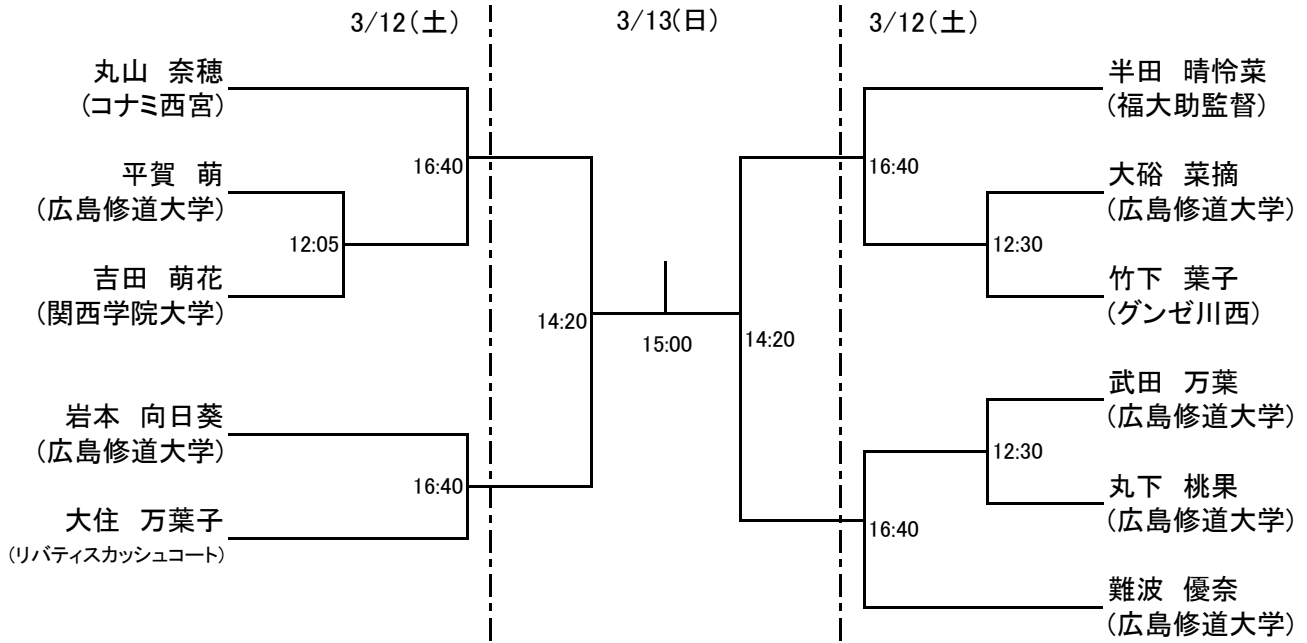 3/12(土)
3/13(日)
3/12(土)
丸山　奈穂
(コナミ西宮)
16:40
平賀　萌
(広島修道大学)
12:05
吉田　萌花
(関西学院大学)
14:20
岩本　向日葵
(広島修道大学)
16:40
大住　万葉子
(リバティスカッシュコート)
15:00
半田　晴怜菜
(福大助監督)
16:40
大硲　菜摘
(広島修道大学)
12:30
竹下　葉子
(グンゼ川西)
14:20
武田　万葉
(広島修道大学)
12:30
丸下　桃果
(広島修道大学)
16:40
難波　優奈
(広島修道大学)